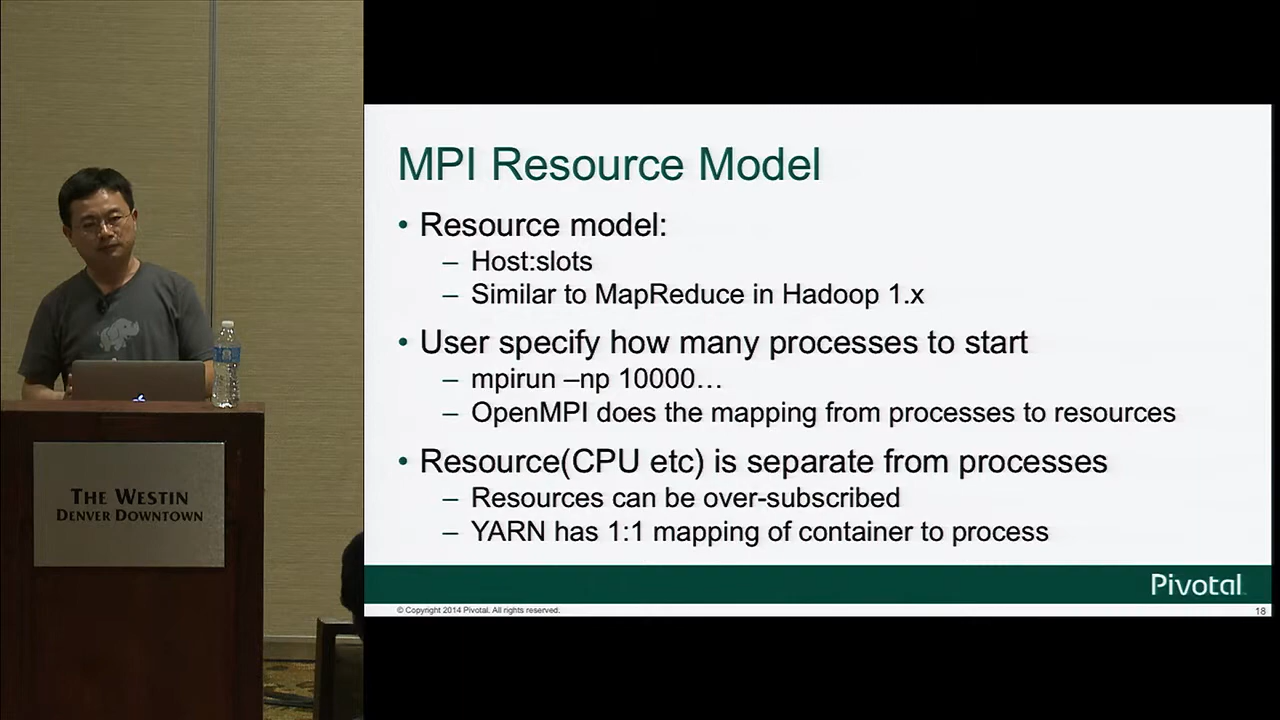 MPI Resource Model
• Resource model:
– Host:slots
– Similar to MapReduce in Hadoop 1.x
• User specify how many processes to start
– mpirun –np 10000…
– OpenMPI does the mapping from processes to resources
• Resource(CPU etc) is separate from processes
– Resources can be over-subscribed
– YARN has 1:1 mapping of container to process
Pivotal
© Copyright 2014 Pivotal. All rights reserved.
18
THE WESTIN
DENVER DOWNTOWN